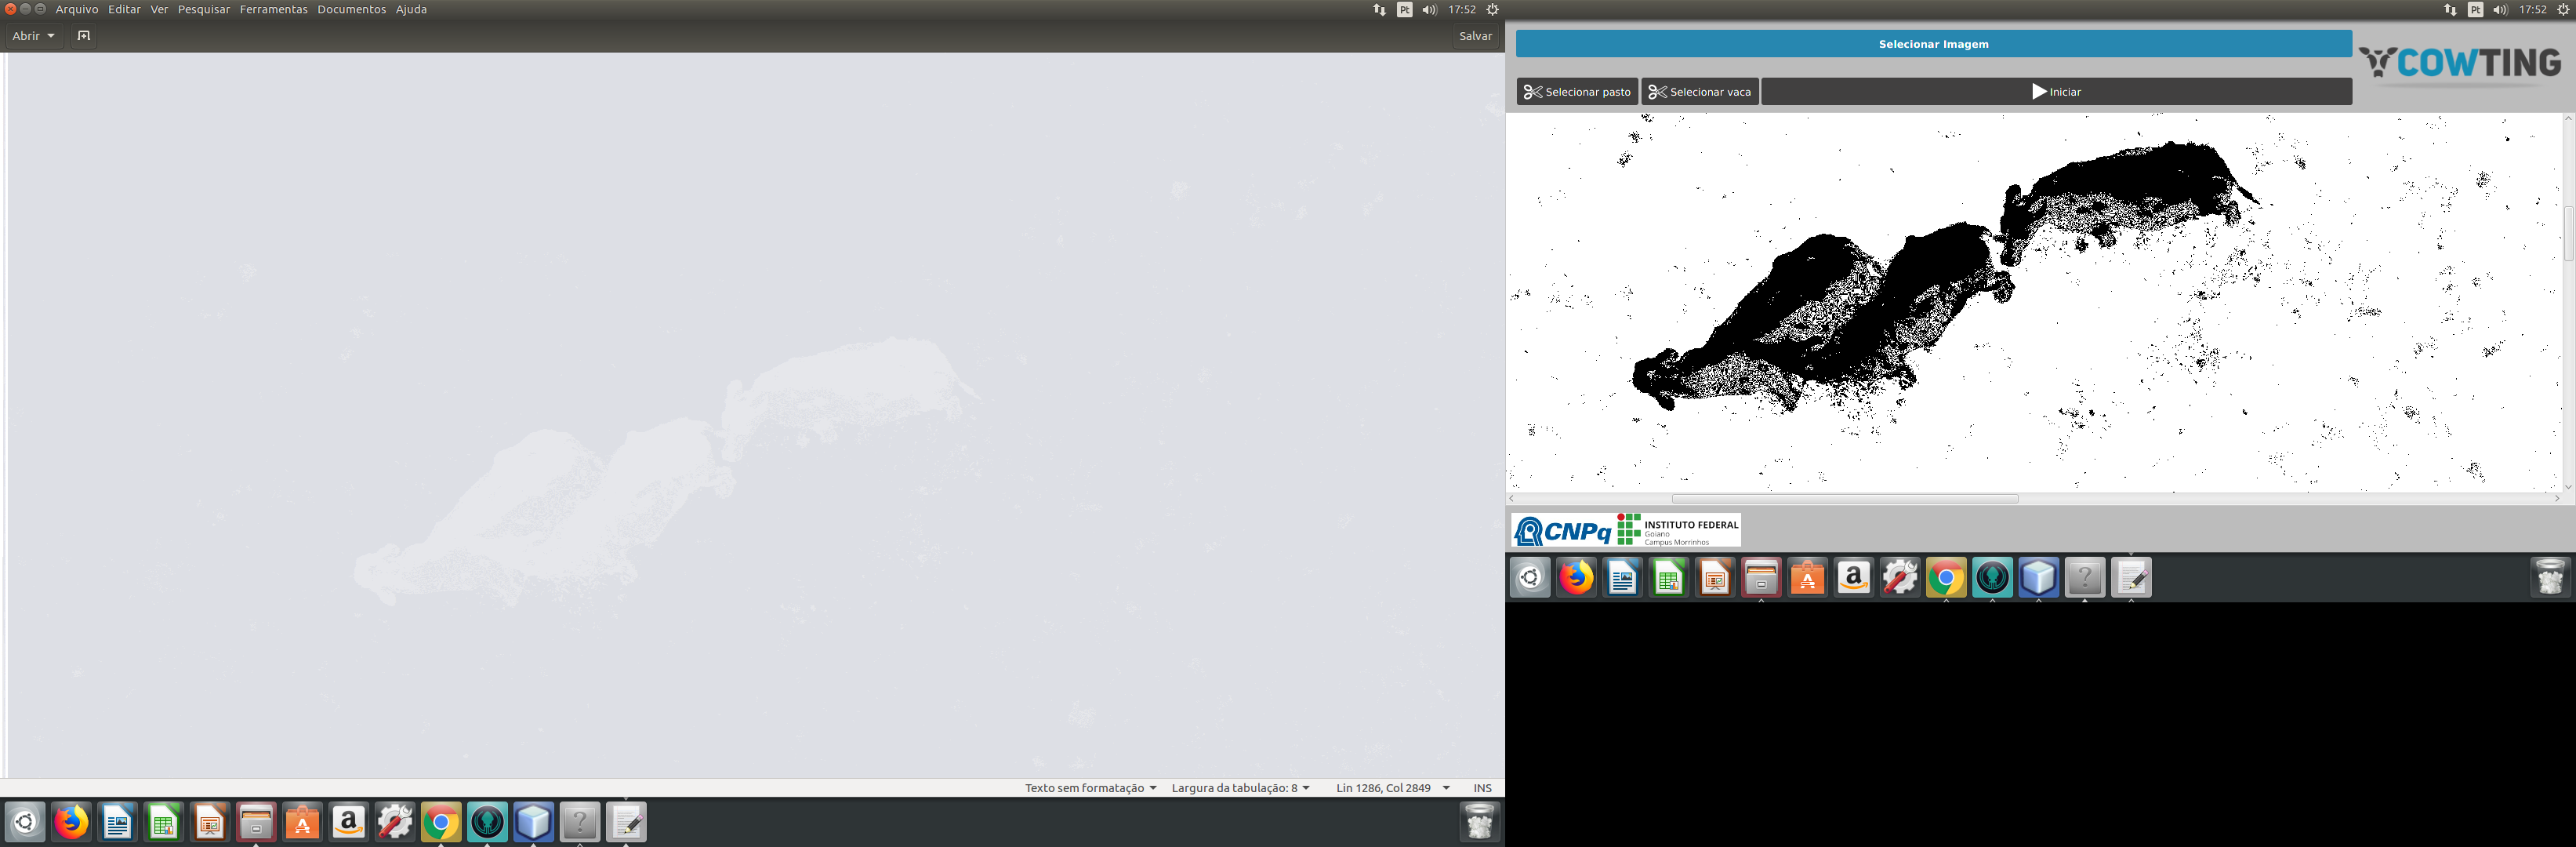 Arquivo Editar Ver Pesquisar Ferramentas Documentos Ajuda
Pt 17:52
Abrir
Salvar
Texto sem formatação Largura da tabulação: 8 Lin 1286, Col 2849 INS
Pt 17:52
Selecionar Imagem
COWTING
Selecionar pasto Selecionar vaca Iniciar
CNPq
INSTITUTO FEDERAL
Goiano
Campus Morrinhos